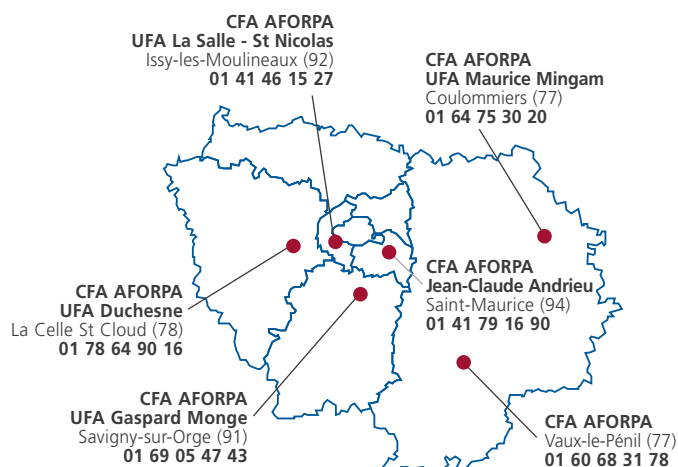 CFA AFORPA
UFA La Salle - St Nicolas
Issy-les-Moulineaux (92)
01 41 46 15 27
CFA AFORPA
UFA Maurice Mingam
Coulommiers (77)
01 64 75 30 20
CFA AFORPA
Jean-Claude Andrieu
Saint-Maurice (94)
01 41 79 16 90
CFA AFORPA
UFA Duchesne
La Celle St Cloud (78)
01 78 64 90 16
CFA AFORPA
UFA Gaspard Monge
Savigny-sur-Orge (91)
01 69 05 47 43
CFA AFORPA
Vaux-le-Pénil (77)
01 60 68 31 78